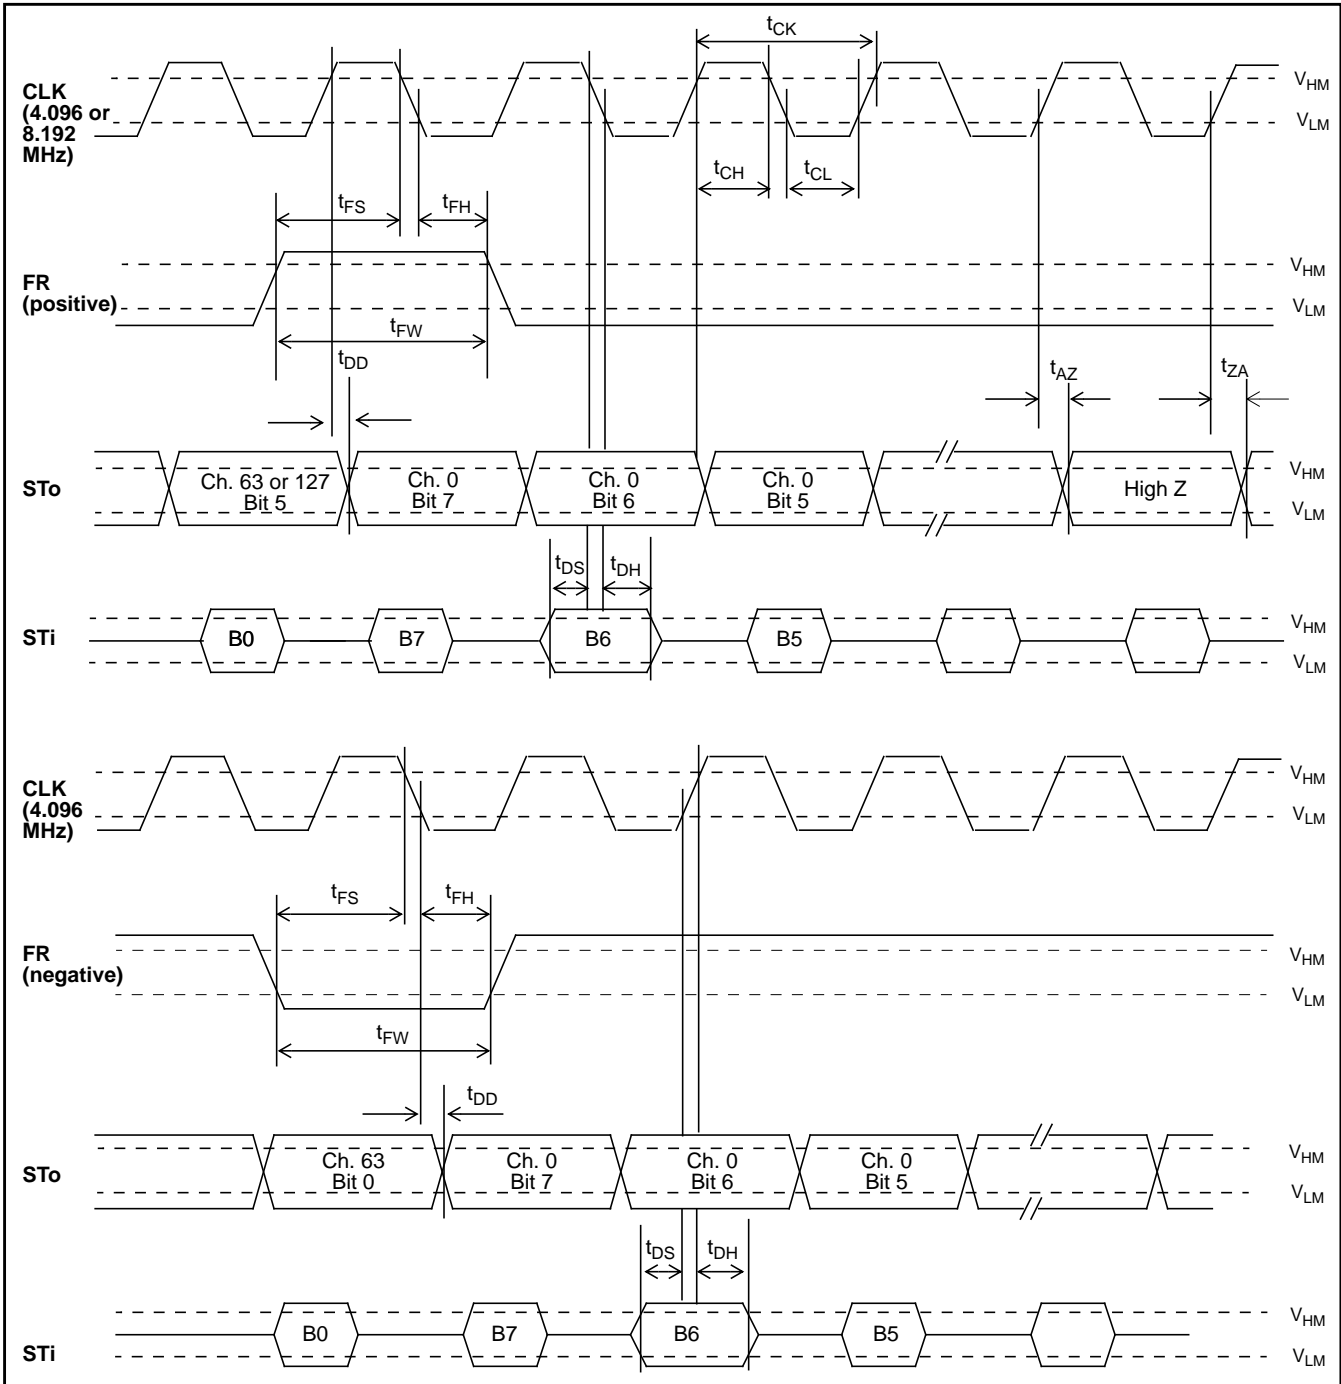 tCK
CLK
(4.096 or
8.192
MHz)
VHM
VLM
tCH
tCL
tFS
tFH
FR
(positive)
VHM
VLM
tFW
tDD
tAZ
tZA
STo
Ch. 63 or 127
Bit 5
Ch. 0
Bit 7
Ch. 0
Bit 6
Ch. 0
Bit 5
High Z
VHM
VLM
tDS
tDH
STi
B0
B7
B6
B5
VHM
VLM
CLK
(4.096
MHz)
VHM
VLM
tFS
tFH
FR
(negative)
VHM
VLM
tFW
tDD
STo
Ch. 63
Bit 0
Ch. 0
Bit 7
Ch. 0
Bit 6
Ch. 0
Bit 5
VHM
VLM
tDS
tDH
STi
B0
B7
B6
B5
VHM
VLM